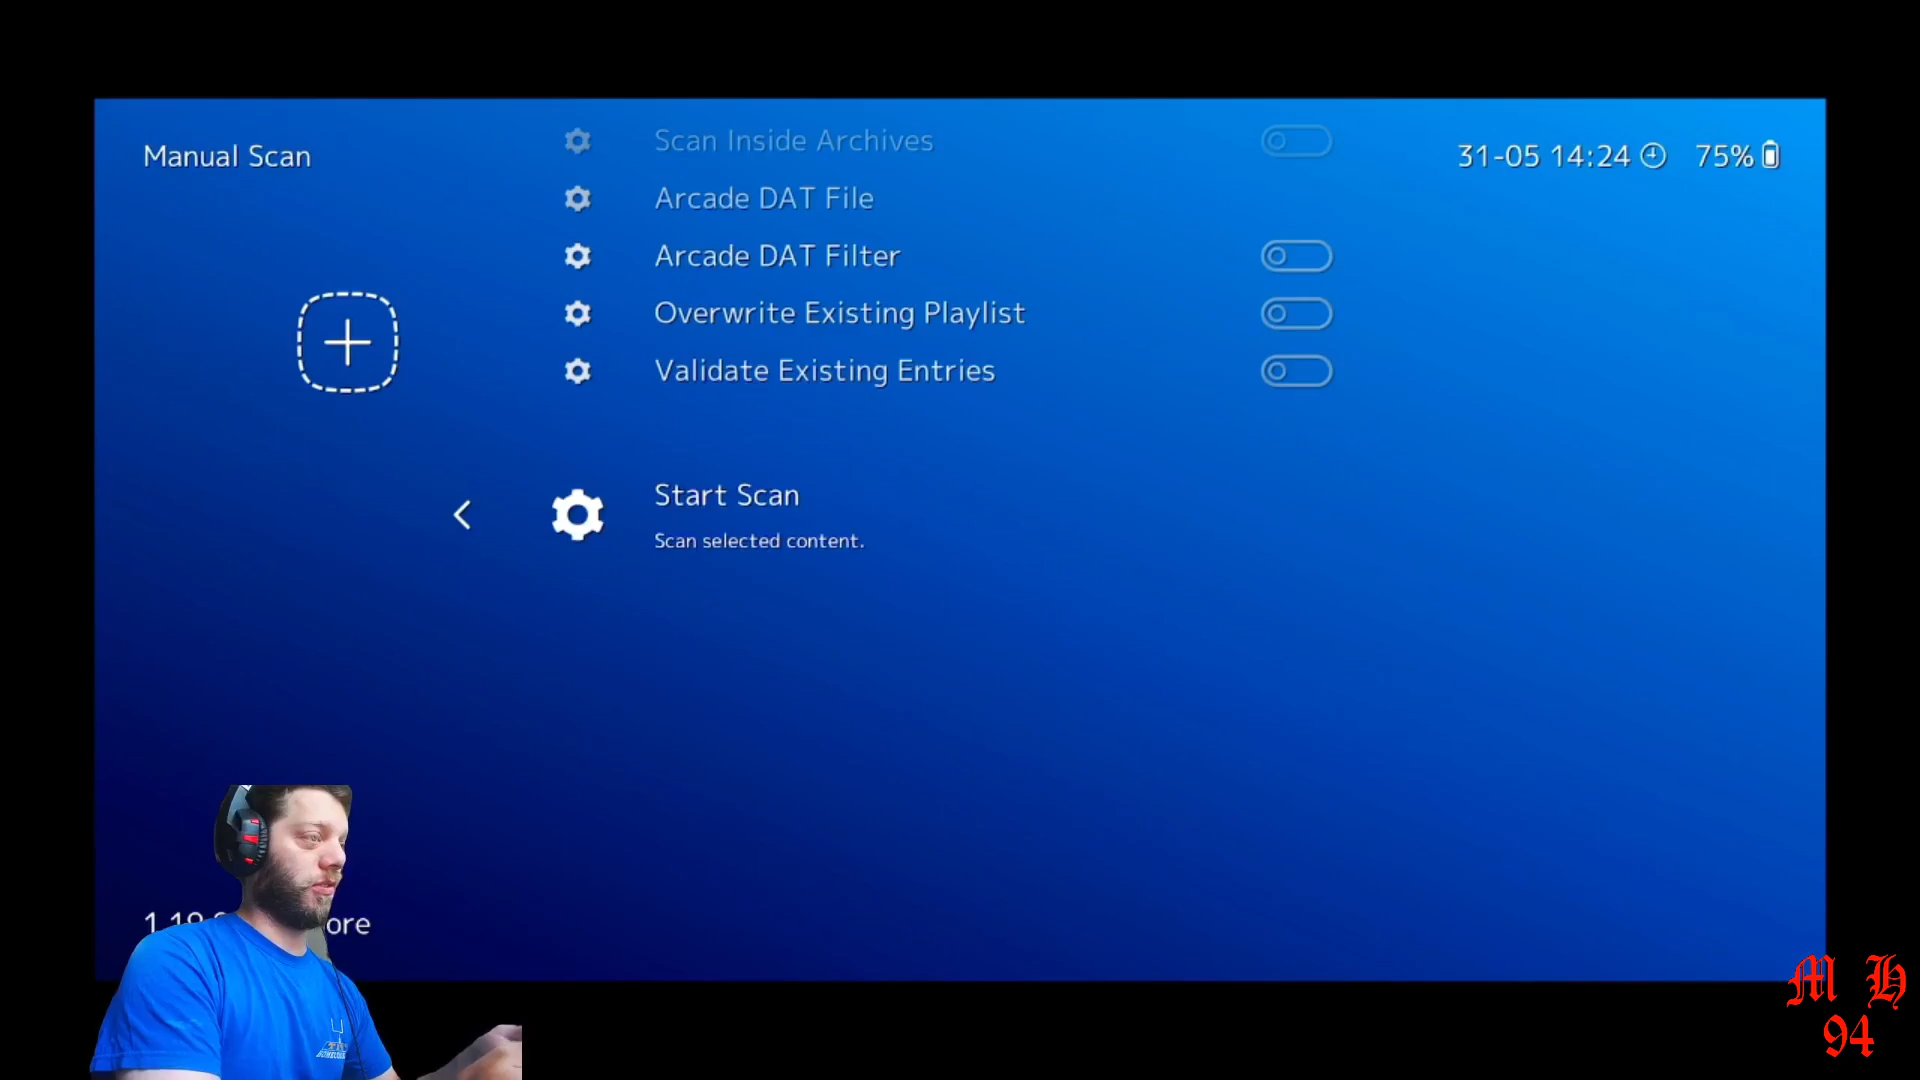 Manual Scan
Scan Inside Archives
31-05 14:24
75%
Arcade DAT File
Arcade DAT Filter
Overwrite Existing Playlist
Validate Existing Entries
Start Scan
Scan selected content.
M H
94